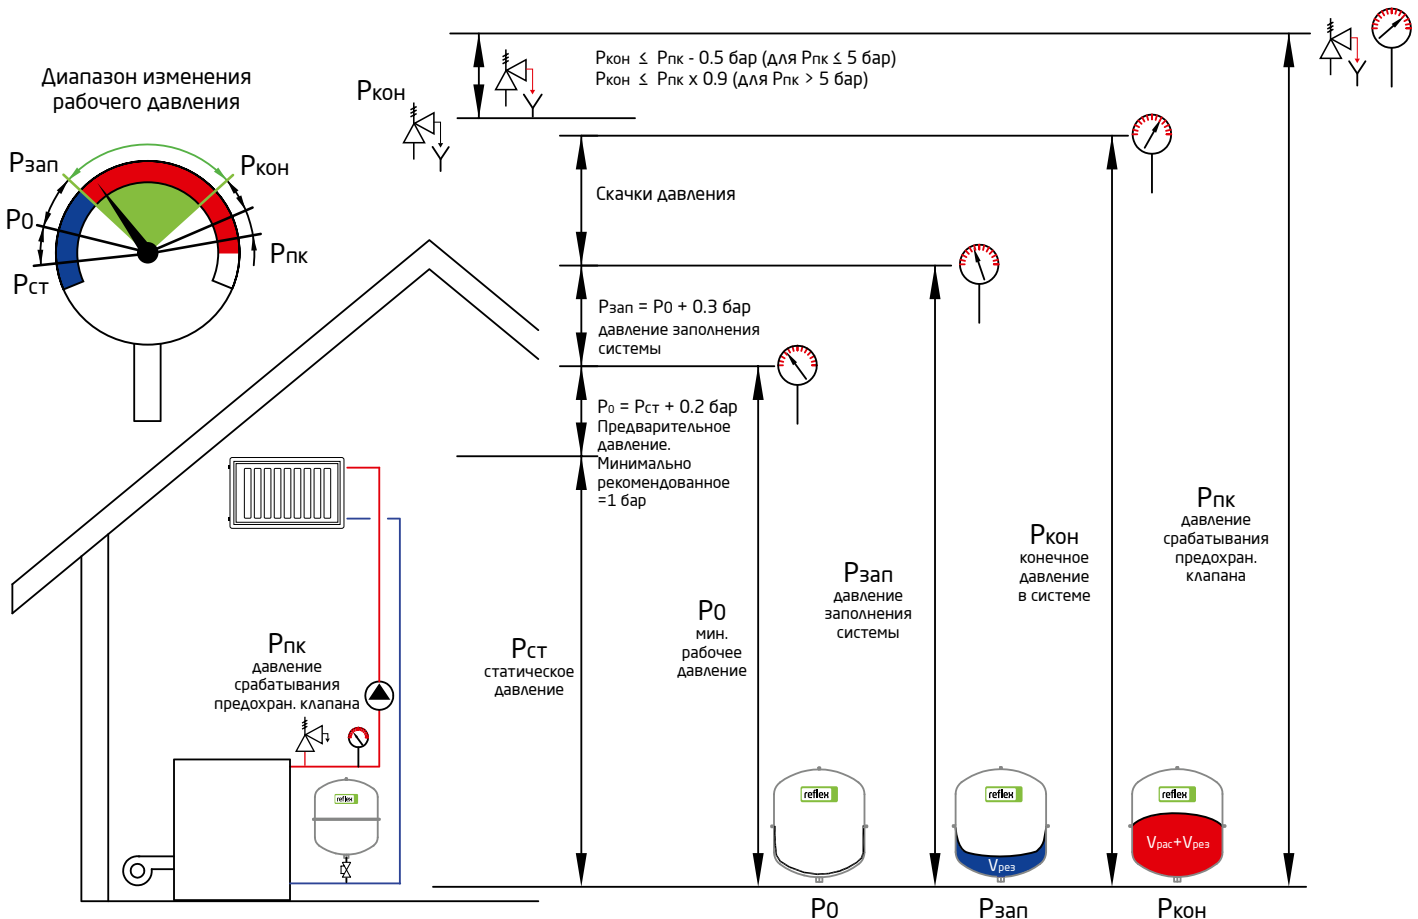 Диапазон изменения
рабочего давления
Pзап
Pкон
P0
Pст
Pпк
Pкон
Pкон ≤ Pпк - 0.5 бар (для Pпк ≤ 5 бар)
Pкон ≤ Pпк x 0.9 (для Pпк > 5 бар)
Скачки давления
Pзап = P0 + 0.3 бар
давление заполнения
системы
P0 = Pст + 0.2 бар
Предварительное
давление.
Минимально
рекомендованное
=1 бар
Pпк
давление
срабатывания
предохран. клапана
reflex
Pст
статическое
давление
P0
мин.
рабочее
давление
Pзап
давление
заполнения
системы
Pкон
конечное
давление
в системе
Pпк
давление
срабатывания
предохран.
клапана
reflex
reflex
Vрез
reflex
Vрас+Vрез
P0
Pзап
Pкон